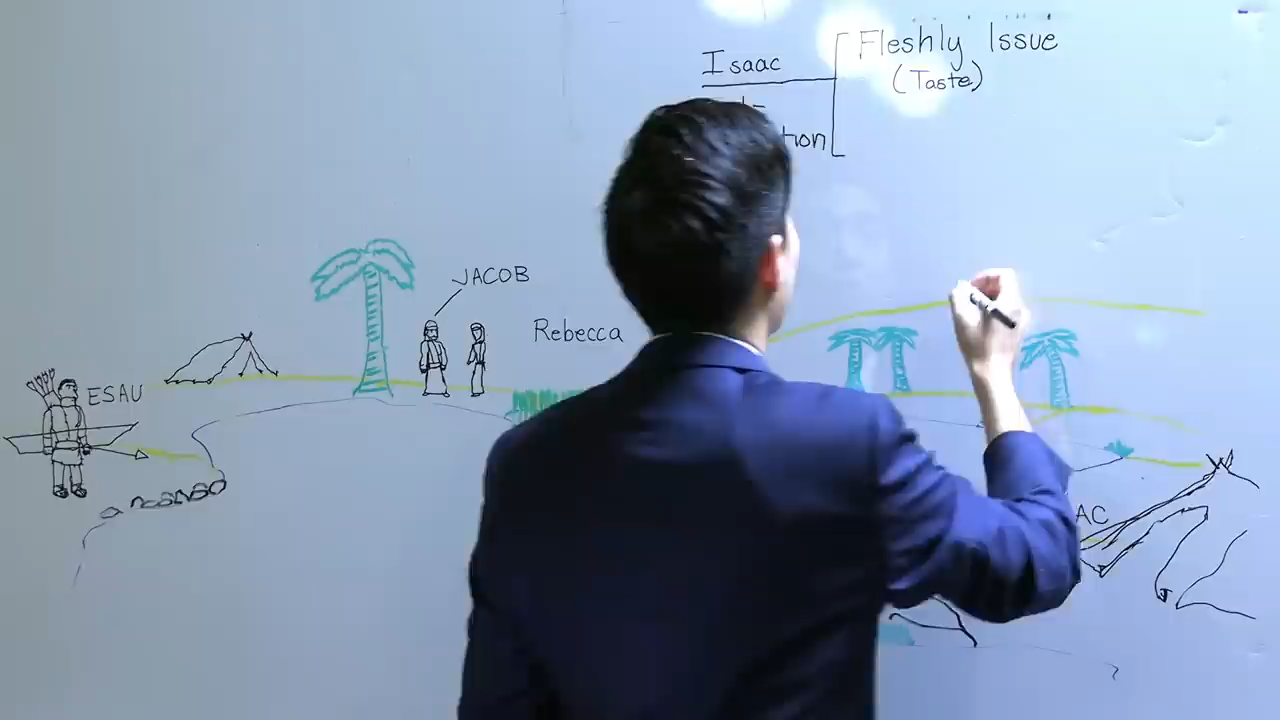 Isaac
Fleshly Issue
(Taste)
JACOB
Rebecca
ESAU